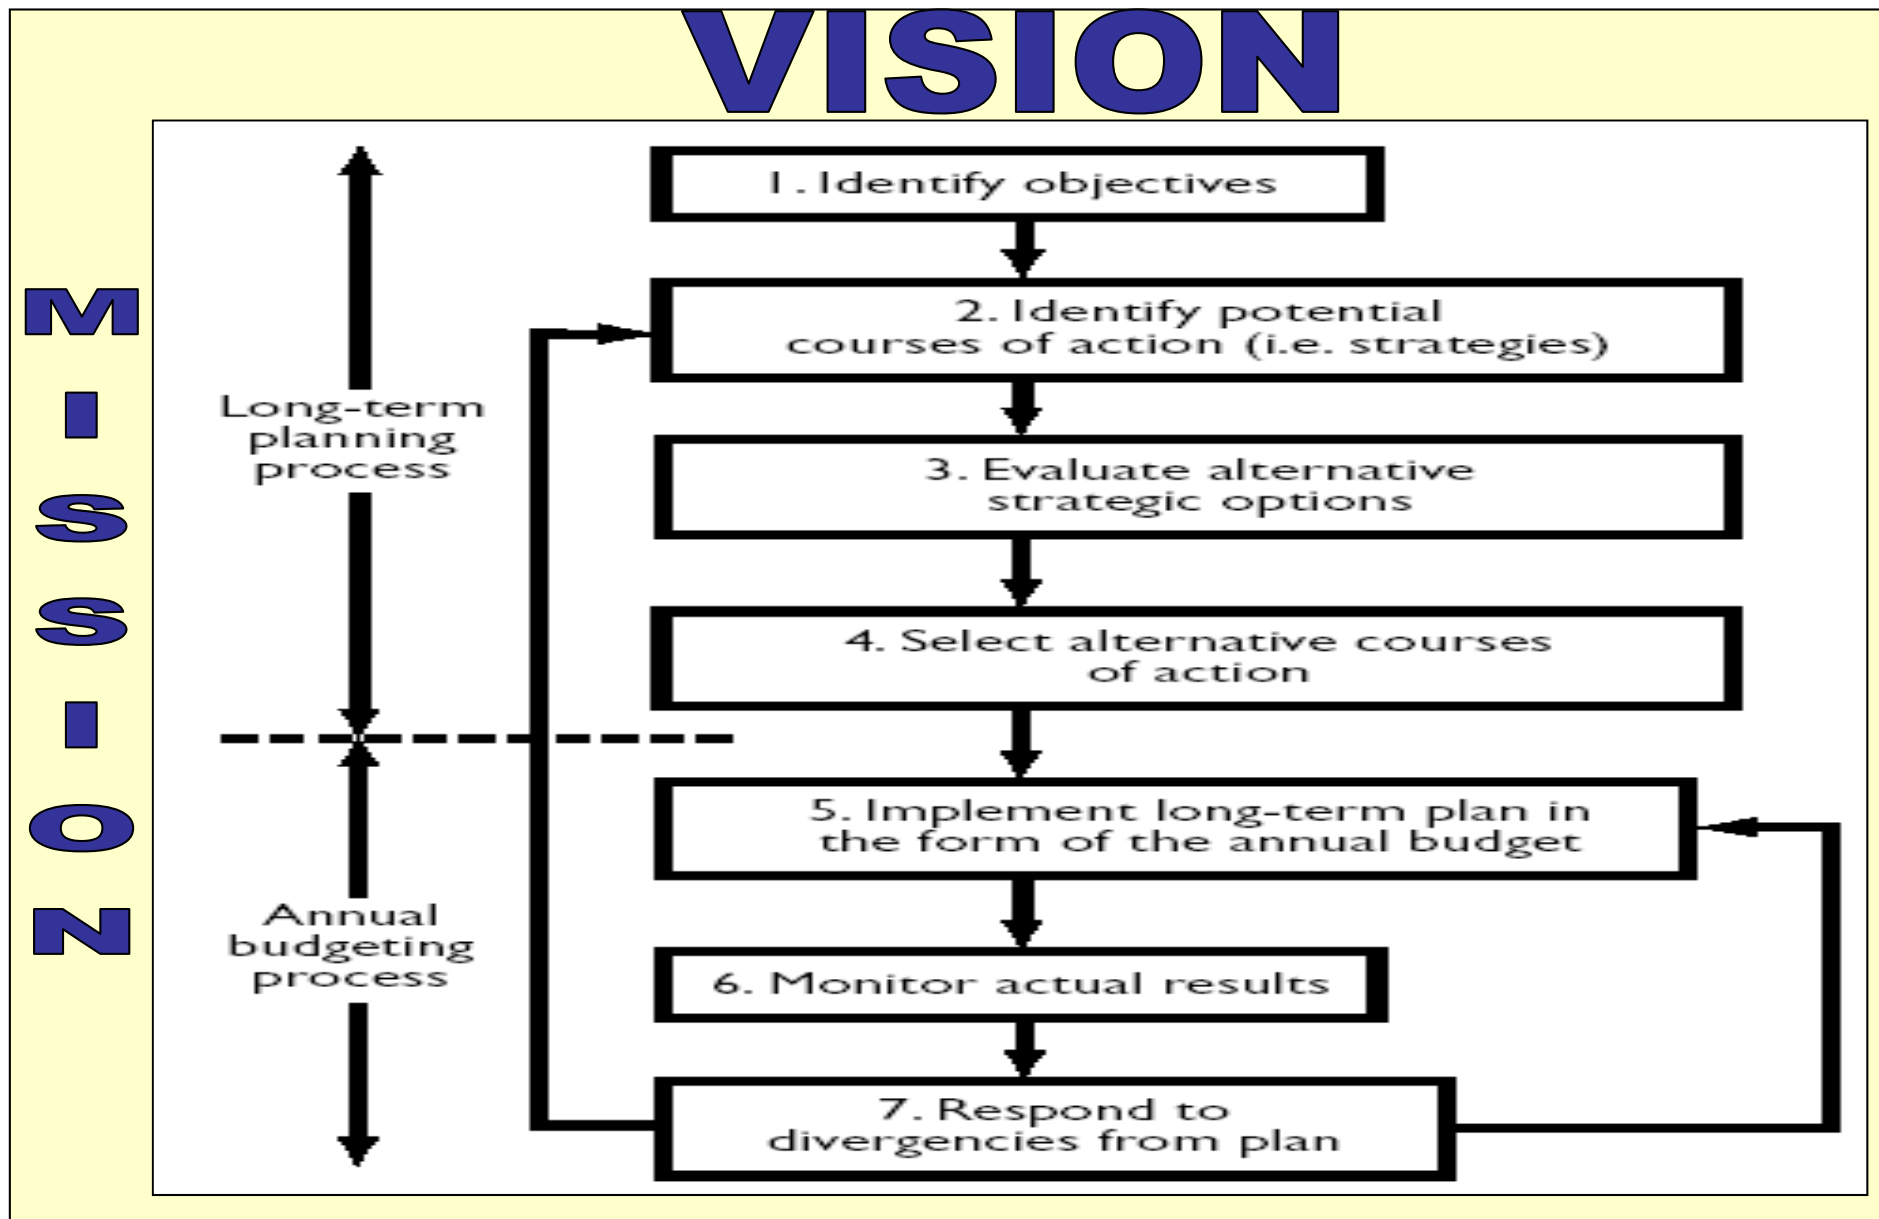 VISION
MISSION
1. Identify objectives
2. Identify potential
courses of action (i.e. strategies)
Long-term
planning
process
3. Evaluate alternative
strategic options
4. Select alternative courses
of action
5. Implement long-term plan in
the form of the annual budget
Annual
budgeting
process
6. Monitor actual results
7. Respond to
divergencies from plan